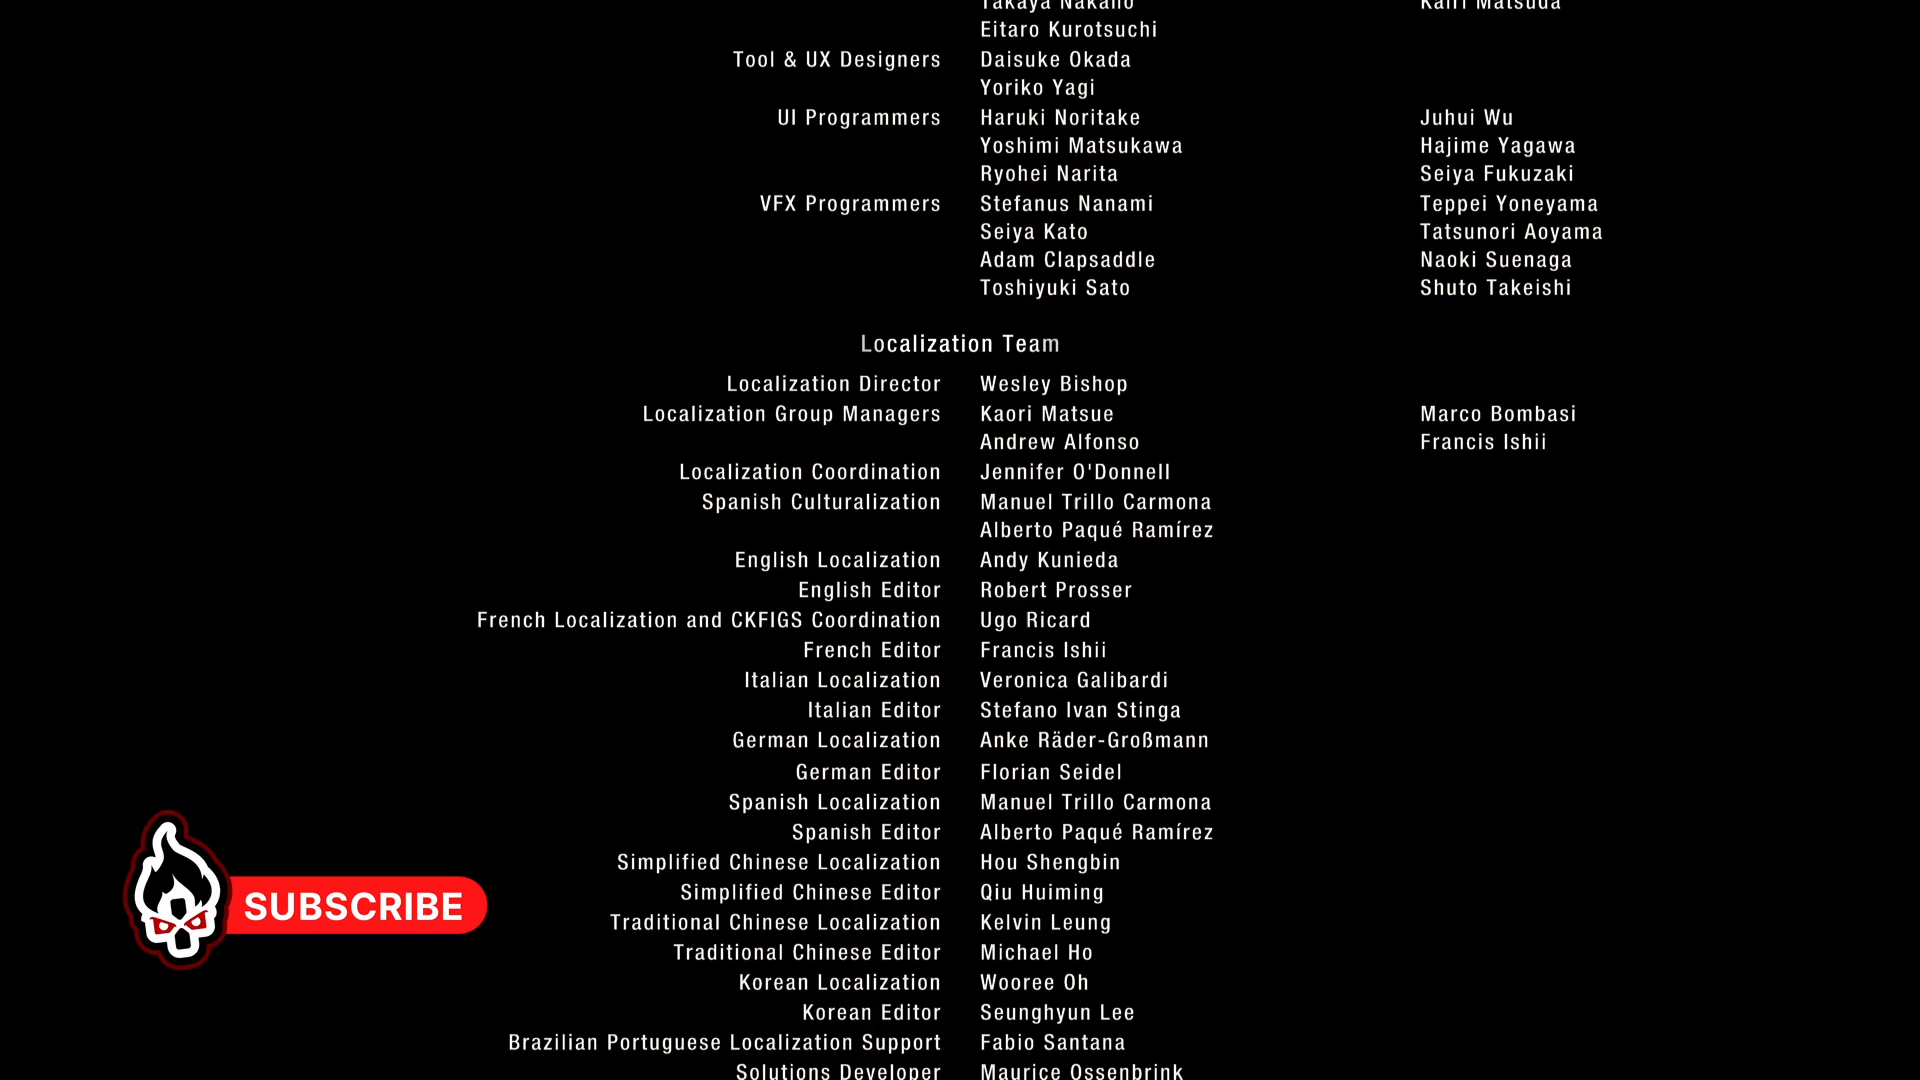 Takaya Nakano Kairi Matsuda
Eitaro Kurotsuchi
Tool & UX Designers Daisuke Okada
Yoriko Yagi
UI Programmers Haruki Noritake Juhui Wu
Yoshimi Matsukawa Hajime Yagawa
Ryohei Narita Seiya Fukuzaki
VFX Programmers Stefanus Nanami Teppei Yoneyama
Seiya Kato Tatsunori Aoyama
Adam Clapsaddle Naoki Suenaga
Toshiyuki Sato Shuto Takeishi
Localization Team
Localization Director Wesley Bishop
Localization Group Managers Kaori Matsue Marco Bombasi
Andrew Alfonso Francis Ishii
Localization Coordination Jennifer O'Donnell
Spanish Culturalization Manuel Trillo Carmona
Alberto Paqué Ramírez
English Localization Andy Kunieda
English Editor Robert Prosser
French Localization and CKFIGS Coordination Ugo Ricard
French Editor Francis Ishii
Italian Localization Veronica Galibardi
Italian Editor Stefano Ivan Stinga
German Localization Anke Räder-Großmann
German Editor Florian Seidel
Spanish Localization Manuel Trillo Carmona
Spanish Editor Alberto Paqué Ramírez
Simplified Chinese Localization Hou Shengbin
Simplified Chinese Editor Qiu Huiming
SUBSCRIBE
Traditional Chinese Localization Kelvin Leung
Traditional Chinese Editor Michael Ho
Korean Localization Wooree Oh
Korean Editor Seunghyun Lee
Brazilian Portuguese Localization Support Fabio Santana
Solutions Developer Maurice Ossenbrink